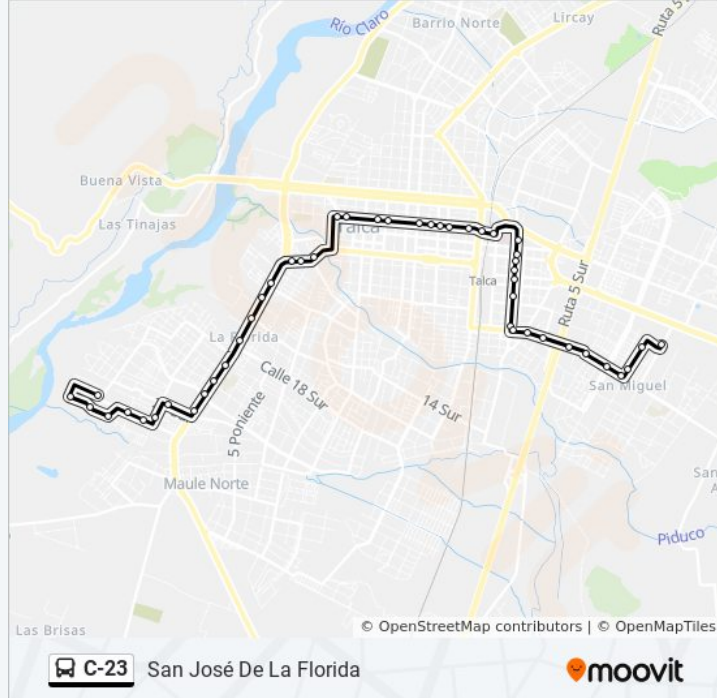 Río Claro
Barrio Norte
Lircay
Ruta 5
Buena Vista
Las Tinajas
Talca
Talca
Ruta 5 Sur
La Florida
Calle 18 Sur
14 Sur
San Miguel
5 Poniente
Maule Norte
San
A
Piduco
Las Brisas
© OpenStreetMap contributors | © OpenMapTiles
C-23 San José De La Florida moovit